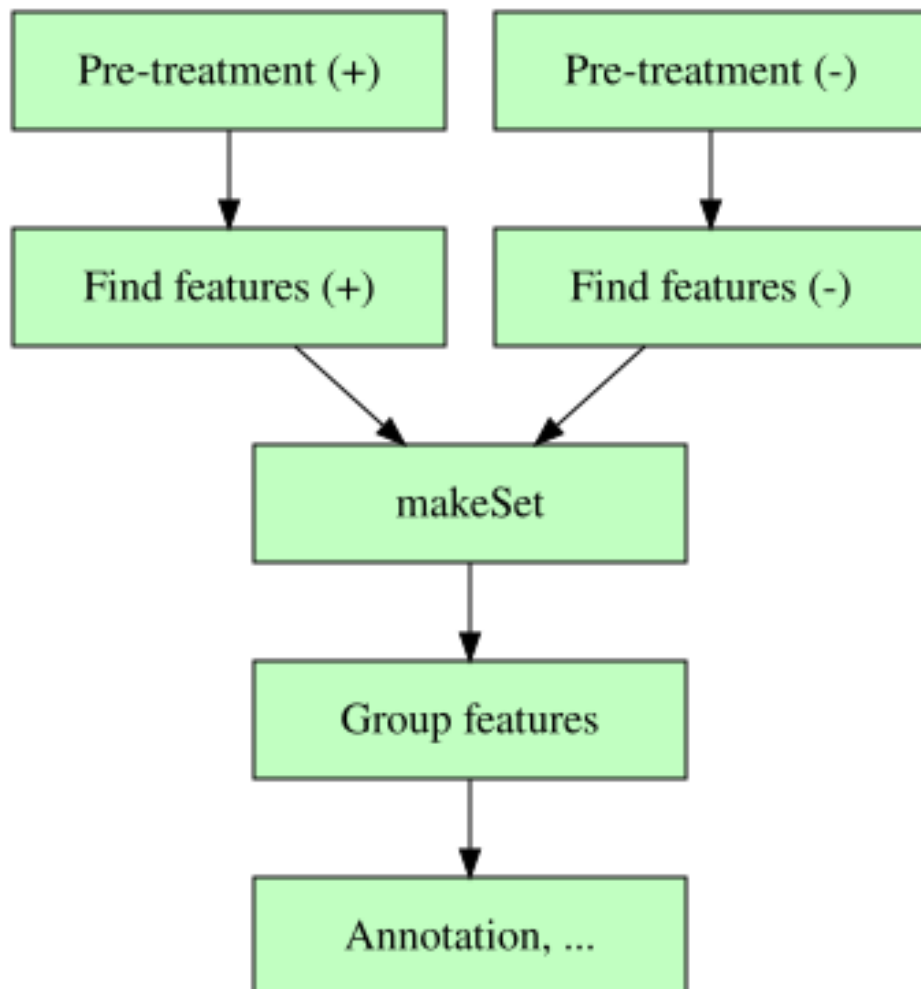 Pre-treatment (+)
Pre-treatment (-)
Find features (+)
Find features (-)
makeSet
Group features
Annotation, ...